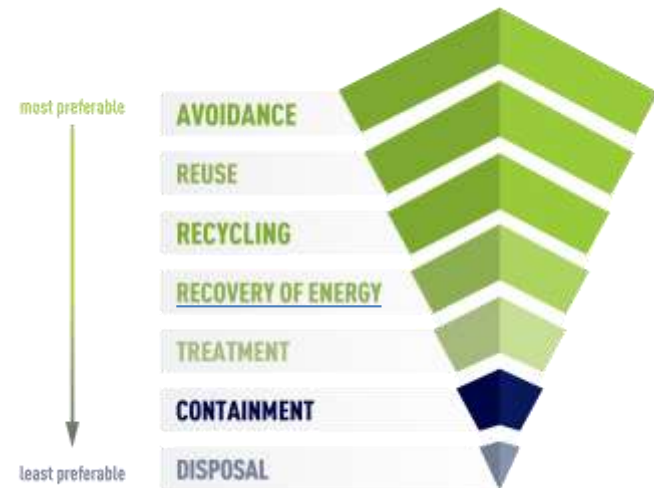 most preferable
AVOIDANCE
REUSE
RECYCLING
RECOVERY OF ENERGY
TREATMENT
CONTAINMENT
least preferable
DISPOSAL